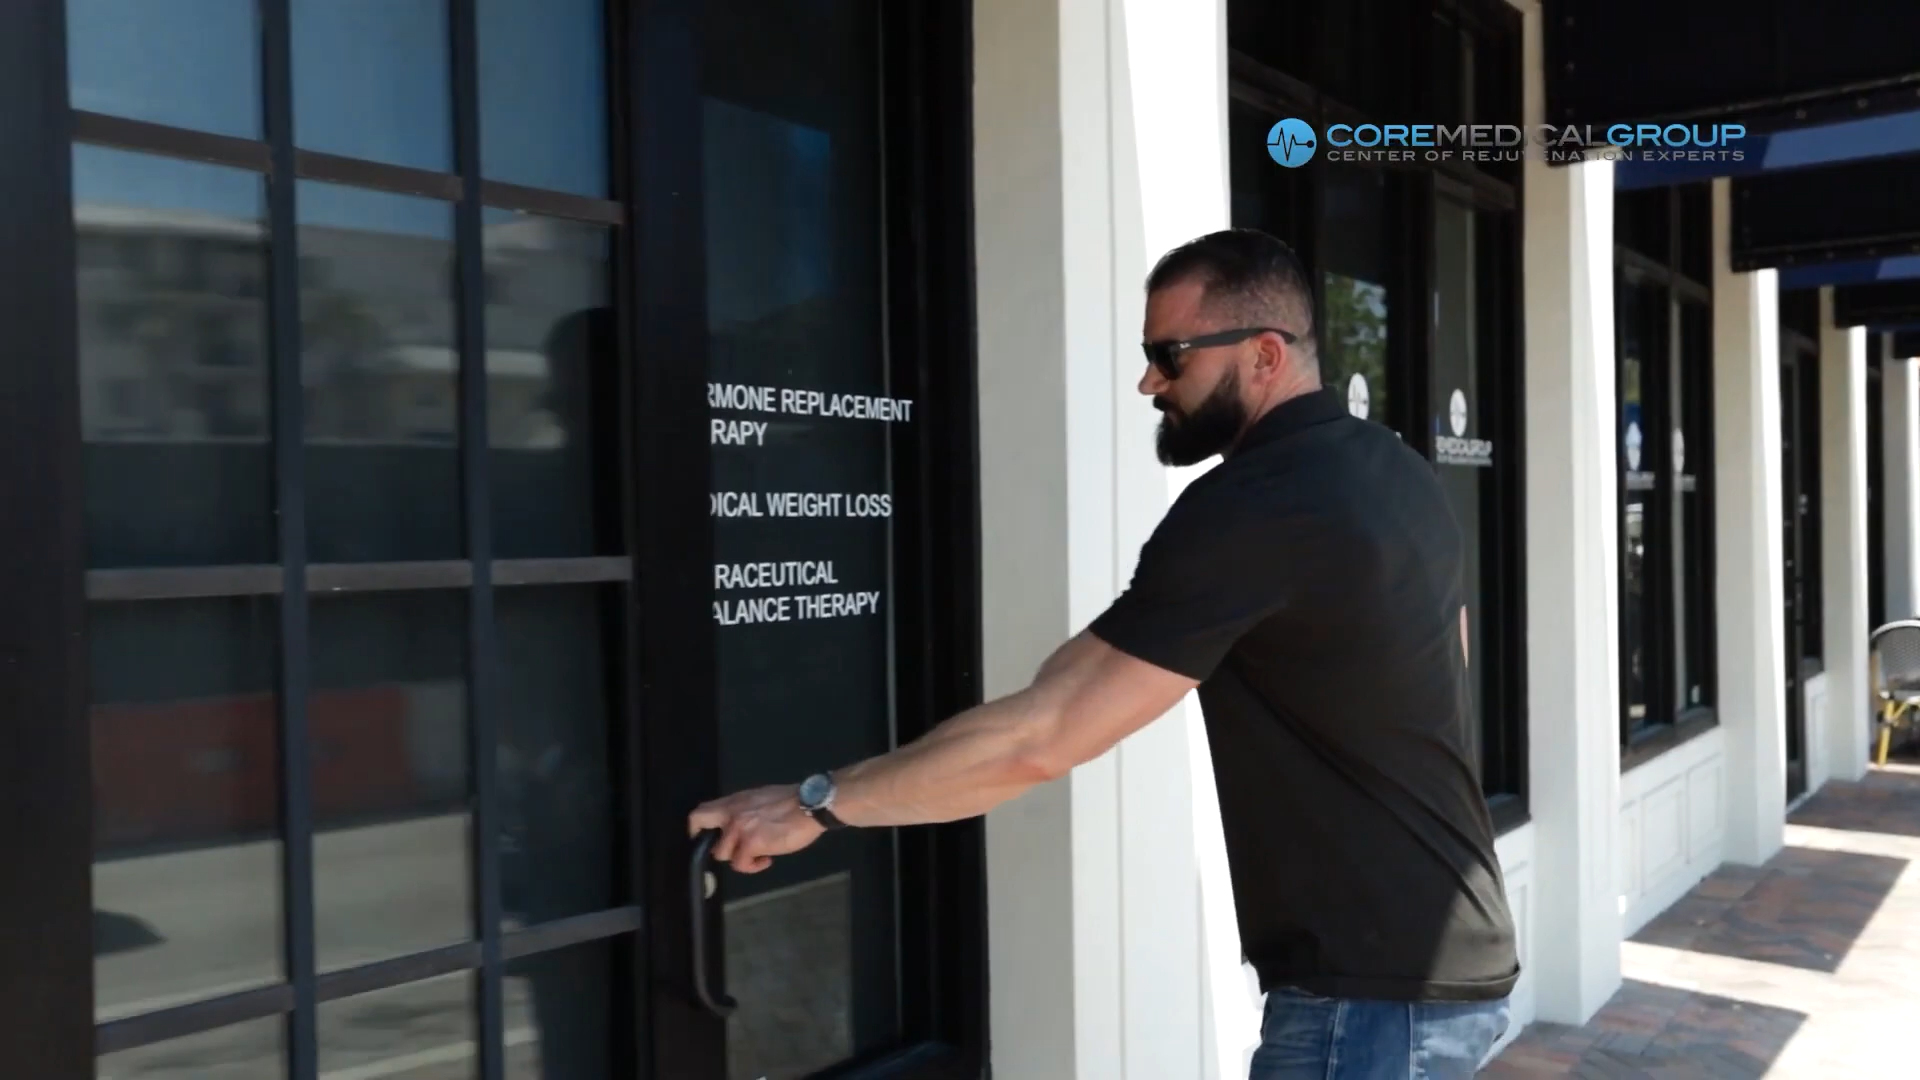 COREMEDICALGROUP
CENTER OF REJUVENATION EXPERTS
RMONE REPLACEMENT
RAPY
DICAL WEIGHT LOSS
RACEUTICAL
ALANCE THERAPY